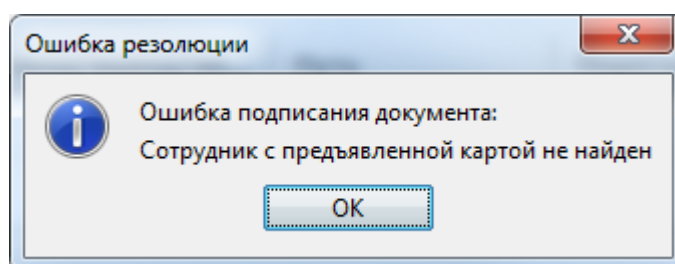 Ошибка резолюции
Ошибка подписания документа:
Сотрудник с предъявленной картой не найден
OK